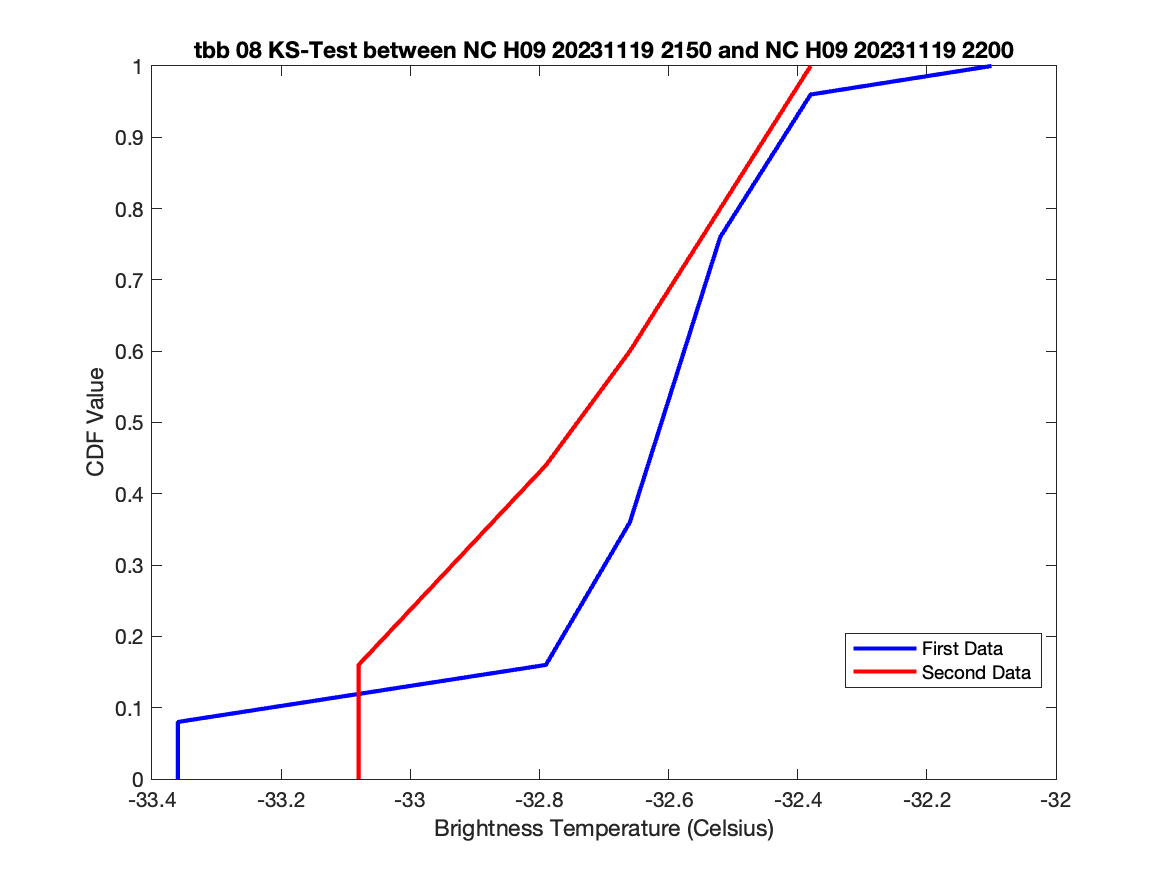 tbb 08 KS-Test between NC H09 20231119 2150 and NC H09 20231119 2200
1
0.9
0.8
0.7
0.6
0.5
0.4
0.3
0.2
0.1
0
CDF Value
First Data
Second Data
-33.4 -33.2 -33 -32.8 -32.6 -32.4 -32.2 -32
Brightness Temperature (Celsius)